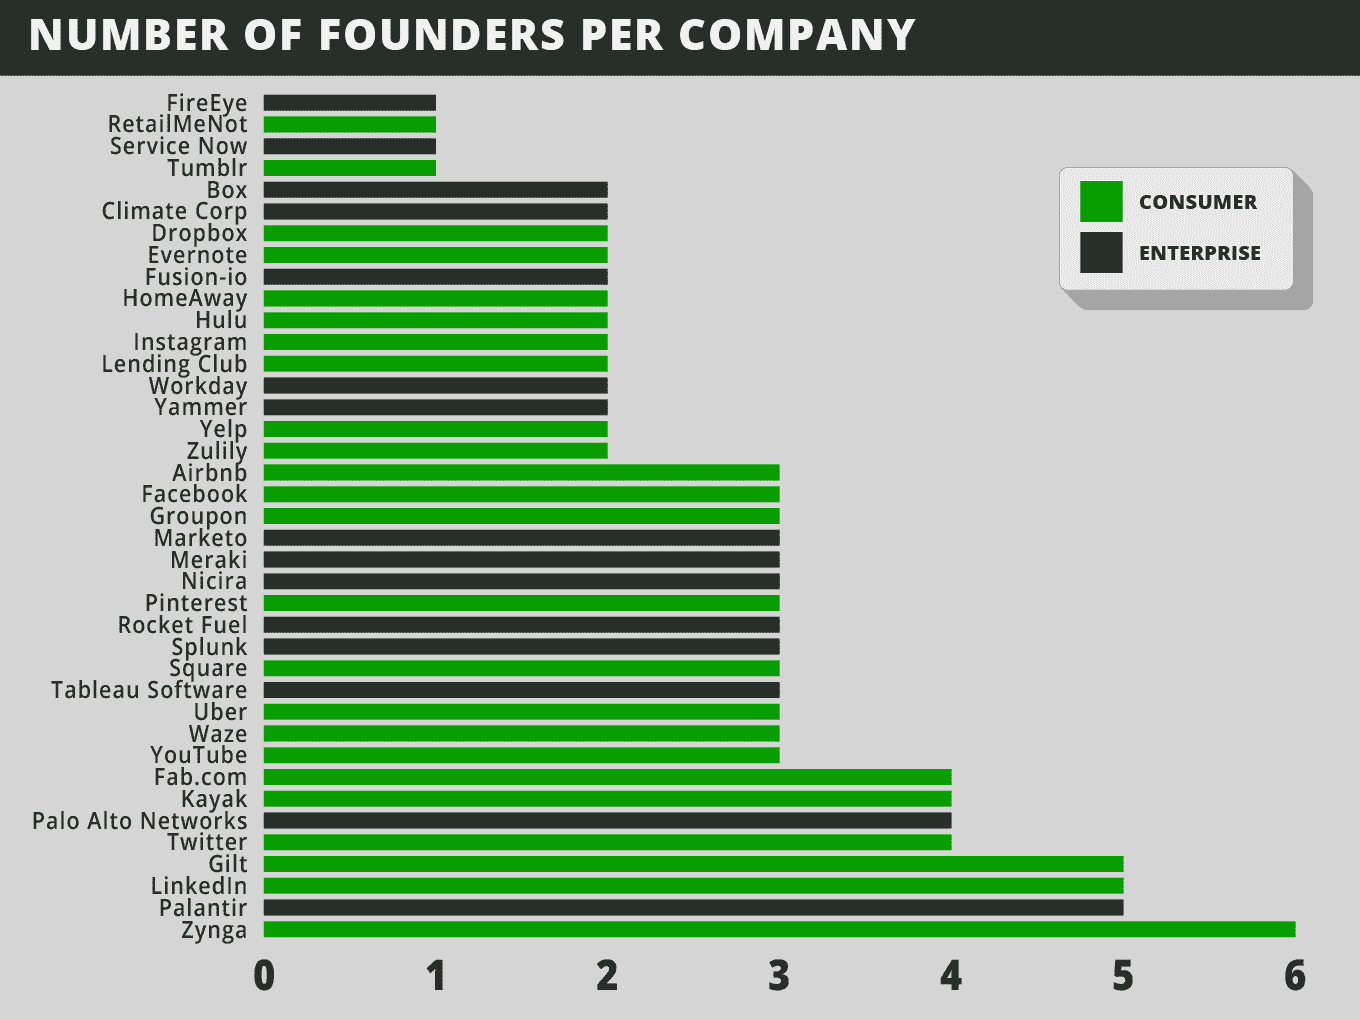 NUMBER OF FOUNDERS PER COMPANY
FireEye
RetailMeNot
Service Now
Tumblr
Box
Climate Corp
Dropbox
Evernote
Fusion-io
HomeAway
Hulu
Instagram
Lending Club
Workday
Yammer
Yelp
Zulily
Airbnb
Facebook
Groupon
Marketo
Meraki
Nicira
Pinterest
Rocket Fuel
Splunk
Square
Tableau Software
Uber
Waze
YouTube
Fab.com
Kayak
Palo Alto Networks
Twitter
Gilt
LinkedIn
Palantir
Zynga
0 1 2 3 4 5 6
CONSUMER
ENTERPRISE